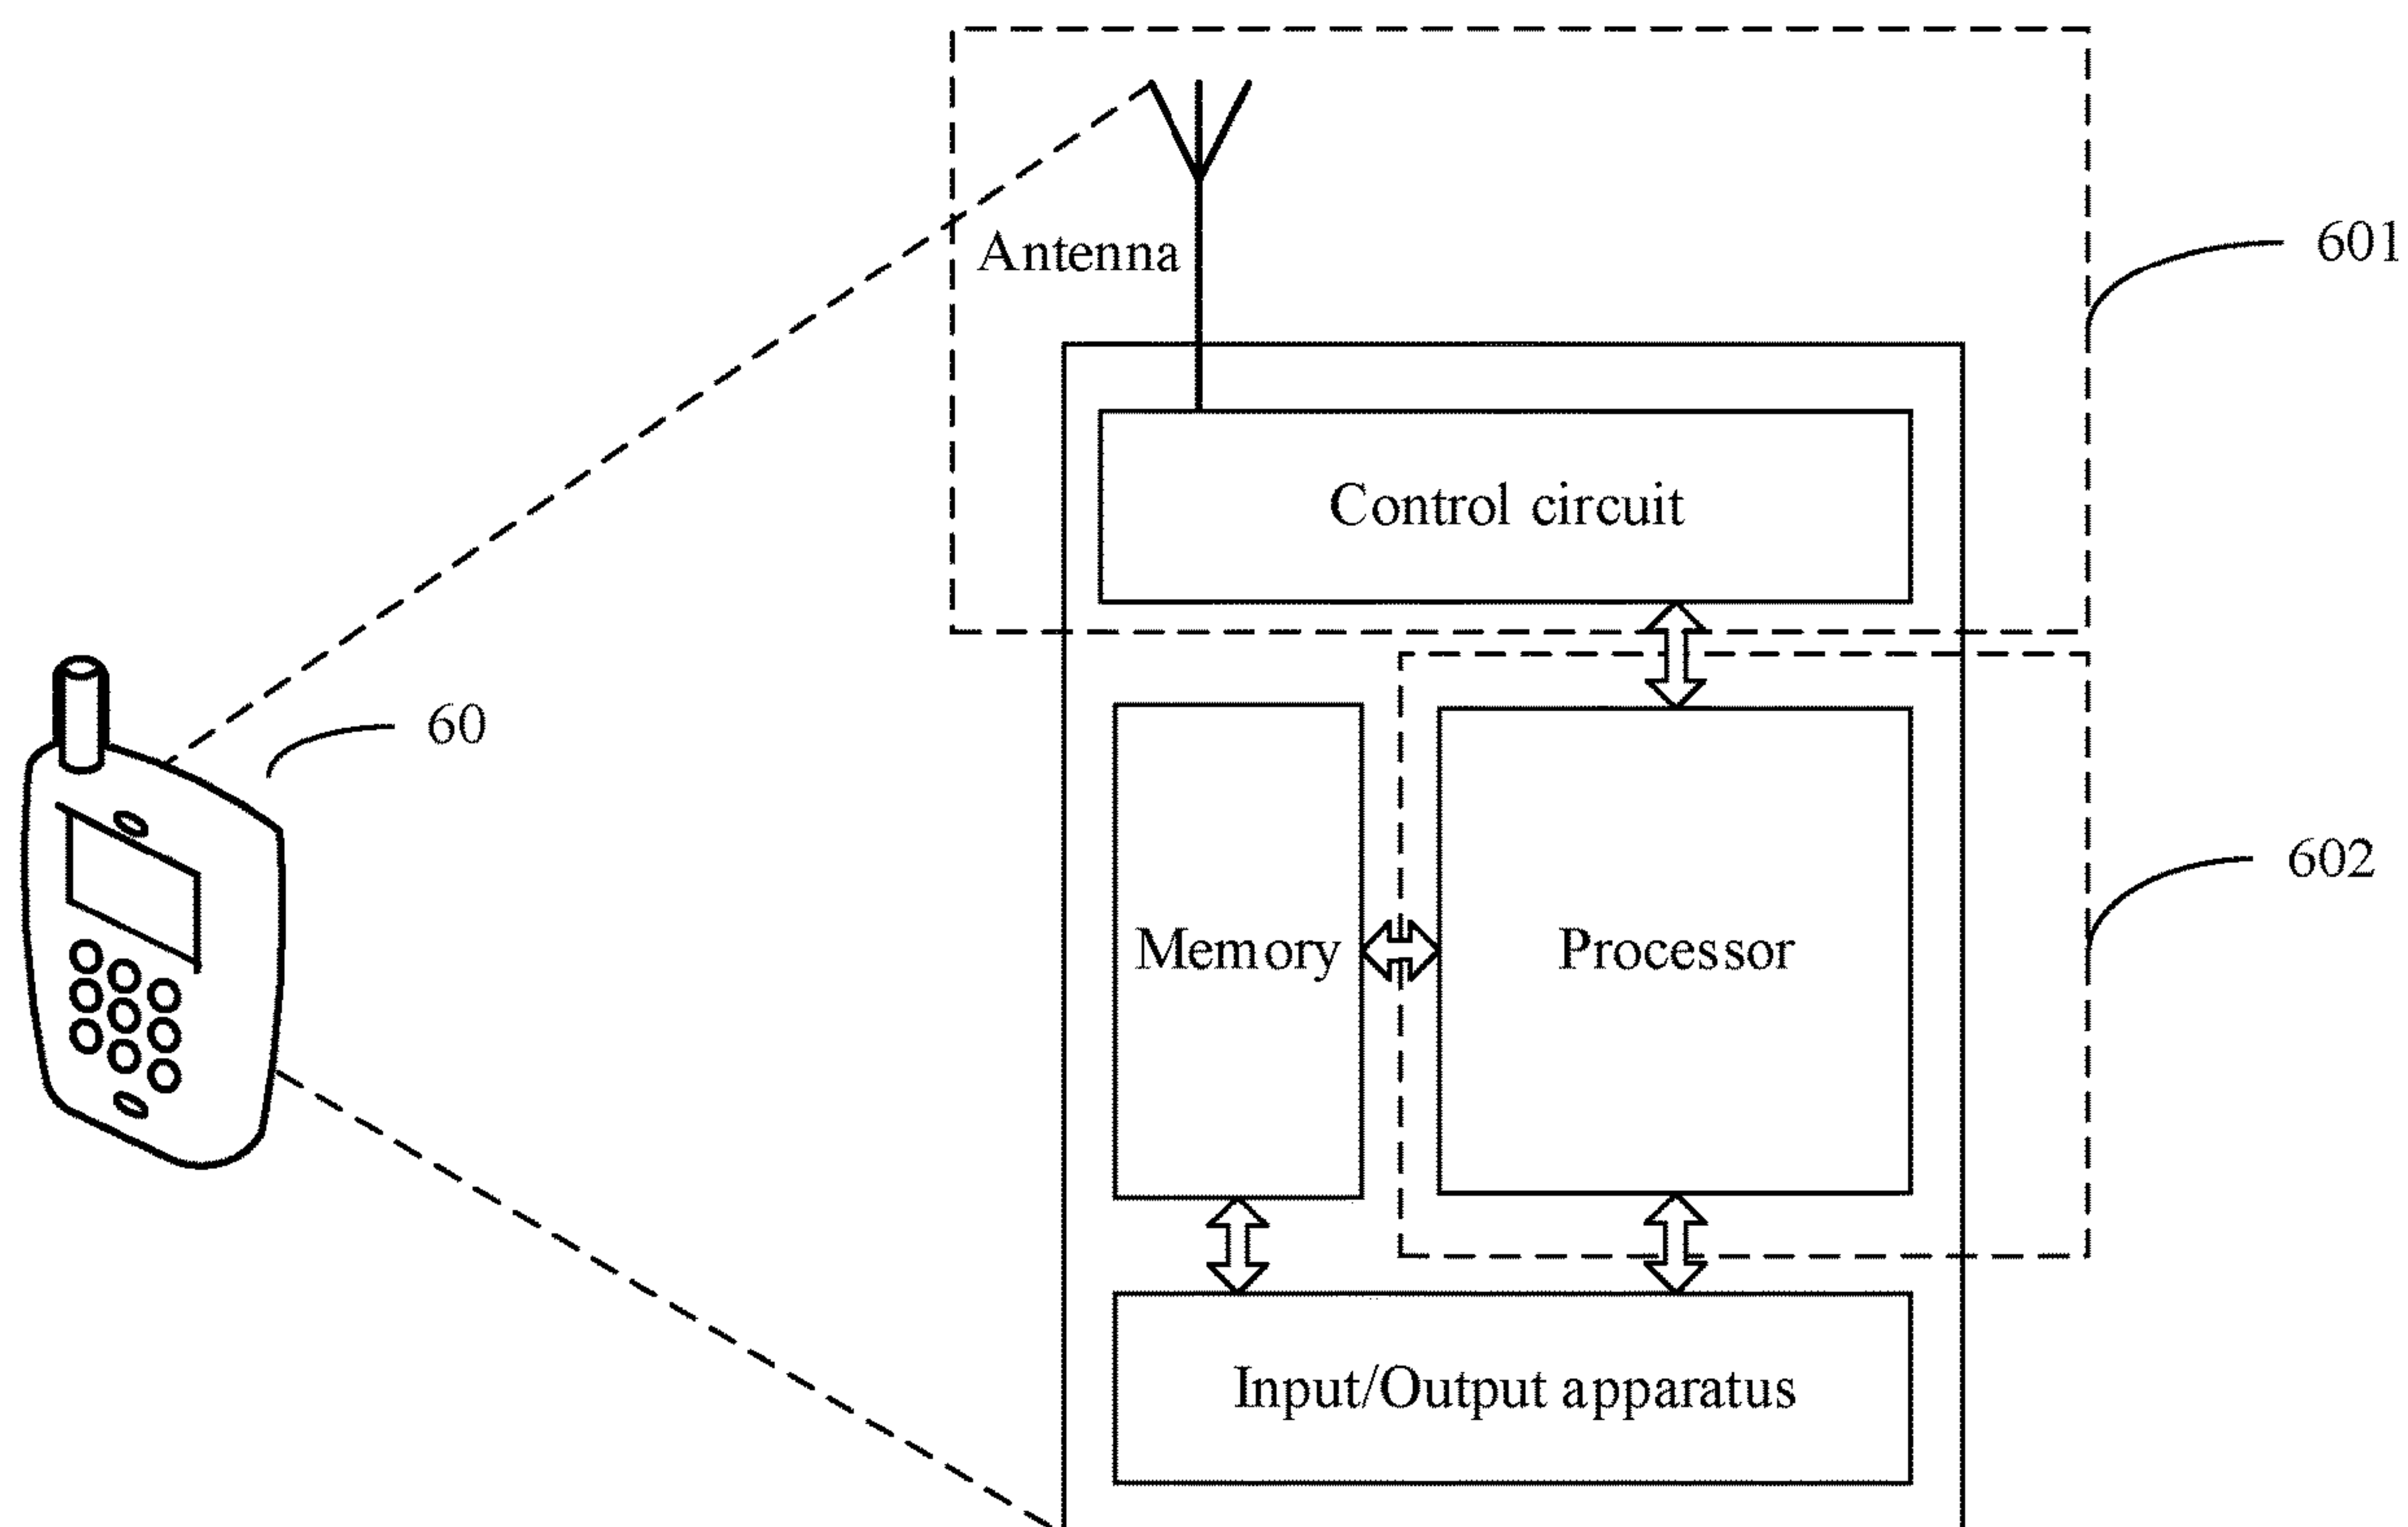 Antenna
601
Control circuit
60
602
Memory
Processor
Input/Output apparatus